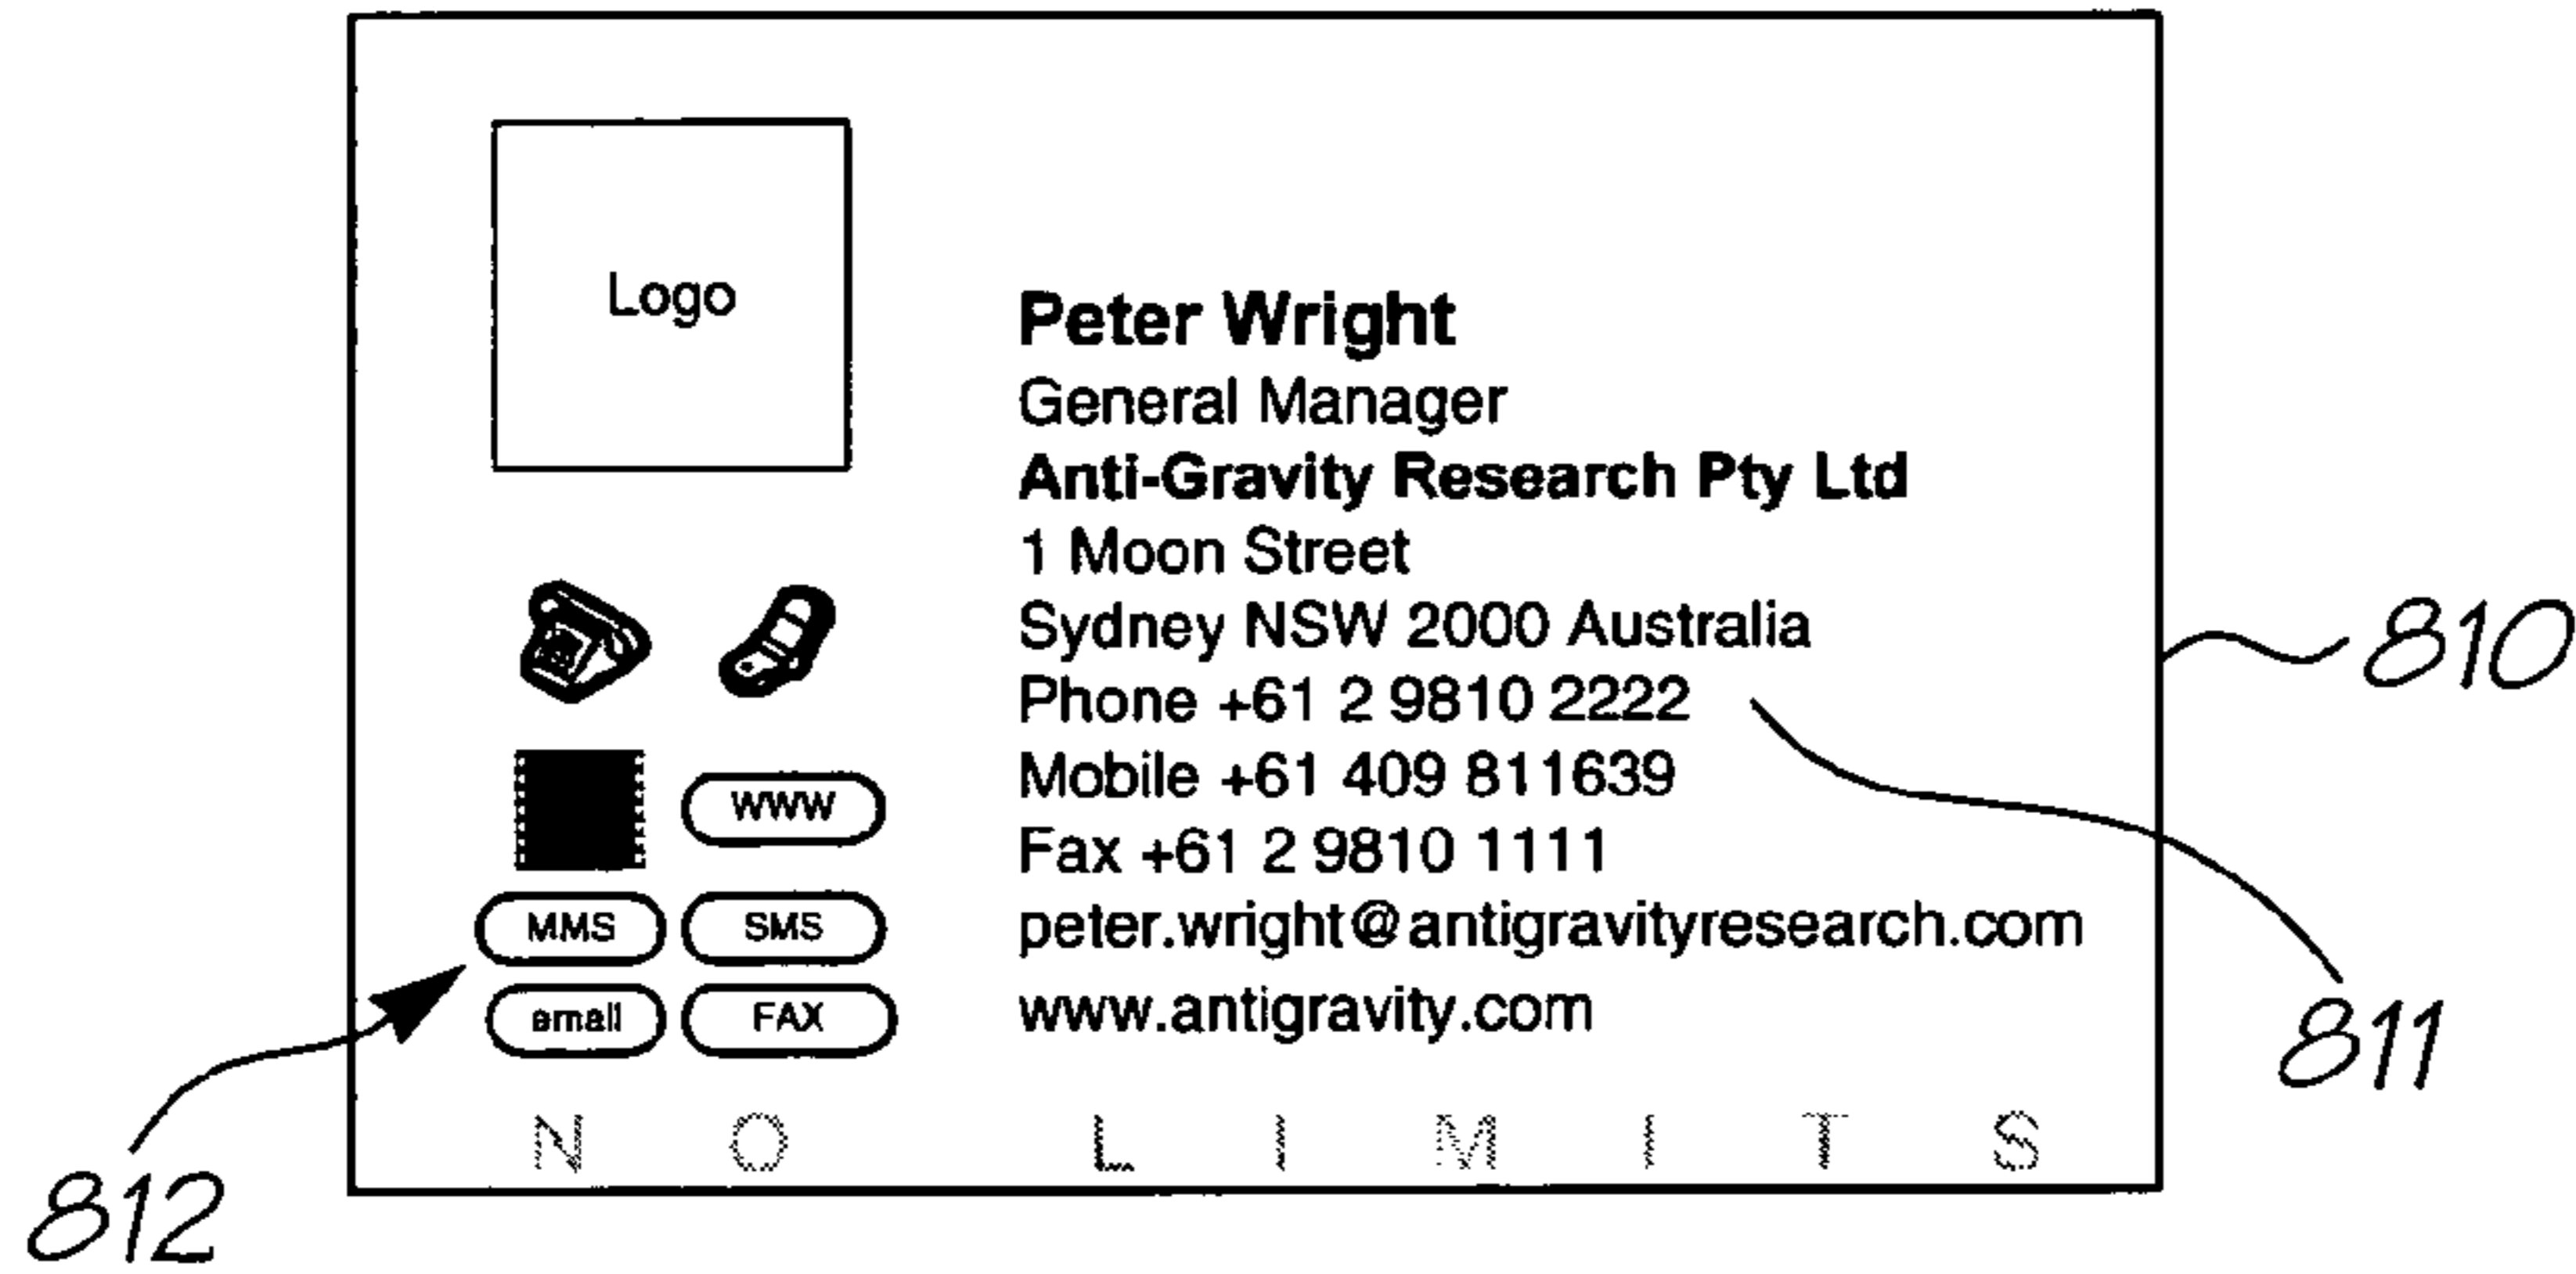 Logo
Peter Wright
General Manager
Anti-Gravity Research Pty Ltd
1 Moon Street
Sydney NSW 2000 Australia
Phone +61 2 9810 2222
Mobile +61 409 811639
Fax +61 2 9810 1111
peter.wright@antigravityresearch.com
www.antigravity.com
WWW
MMS SMS
email FAX
NO LIMITS
810
811
812